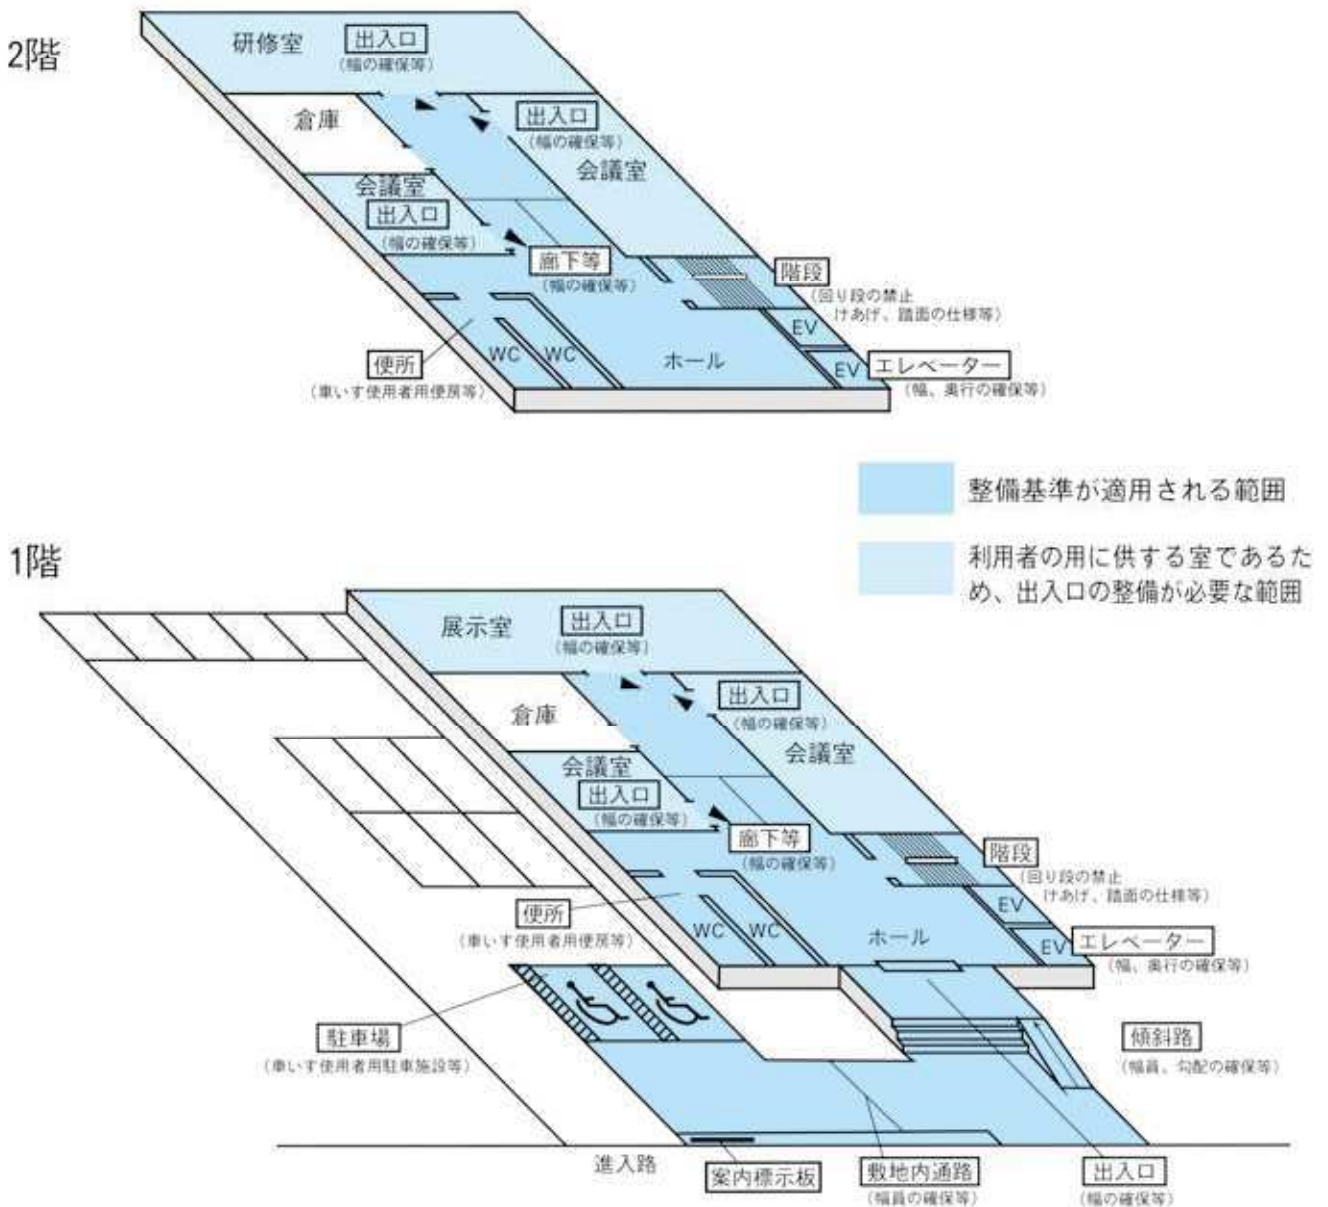 2階
研修室
出入口
(幅の確保等)
倉庫
出入口
(幅の確保等)
会議室
会議室
出入口
(幅の確保等)
廊下等
(幅の確保等)
階段
(回り段の禁止
けあげ、踏面の仕様等)
EV
便所
(車いす使用者用便房等)
WC
WC
ホール
EV
エレベーター
(幅、奥行の確保等)
整備基準が適用される範囲
利用者の用に供する室であるた
め、出入口の整備が必要な範囲
1階
展示室
出入口
(幅の確保等)
倉庫
出入口
(幅の確保等)
会議室
会議室
出入口
(幅の確保等)
廊下等
(幅の確保等)
階段
(回り段の禁止
けあげ、踏面の仕様等)
EV
便所
(車いす使用者用便房等)
WC
WC
ホール
EV
エレベーター
(幅、奥行の確保等)
駐車場
(車いす使用者用駐車施設等)
傾斜路
(幅員、勾配の確保等)
進入路
案内標示板
敷地内通路
(幅員の確保等)
出入口
(幅の確保等)